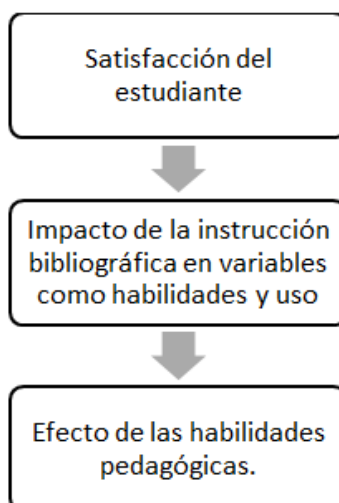 Satisfacción del
estudiante
Impacto de la instrucción
bibliográfica en variables
como habilidades y uso
Efecto de las habilidades
pedagógicas.